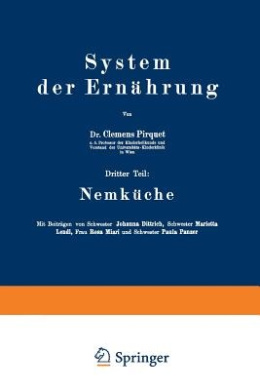 System
der Ernährung
Von
Dr. Clemens Pirquet
o. ö. Professor der Kinderheilkunde und
Vorstand der Universitäts-Kinderklinik
in Wien
Dritter Teil:
Nemküche
Mit Beiträgen von Schwester Johanna Dittrich, Schwester Marietta
Lendl, Frau Rosa Miari und Schwester Paula Panzer
Springer